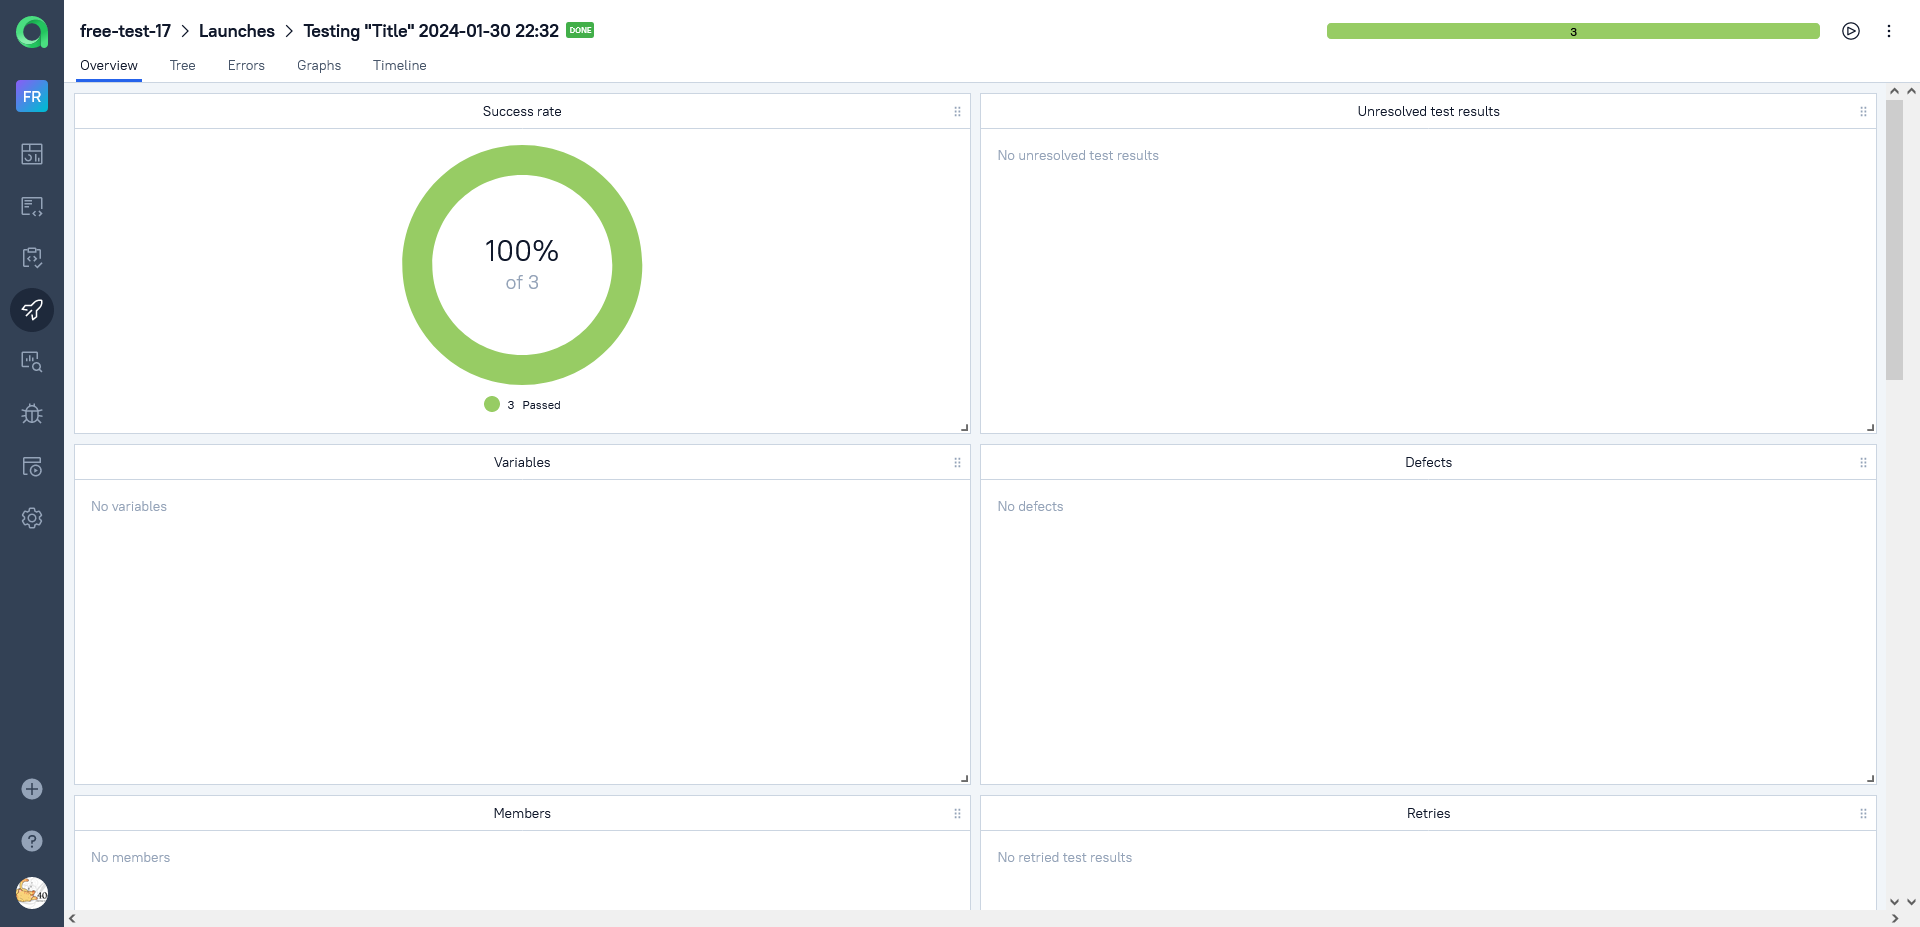 free-test-17 > Launches > Testing "Title" 2024-01-30 22:32 DONE
3
Overview Tree Errors Graphs Timeline
FR
Success rate
100%
of 3
3 Passed
Unresolved test results
No unresolved test results
Variables
No variables
Defects
No defects
Members
No members
Retries
No retried test results
?
40